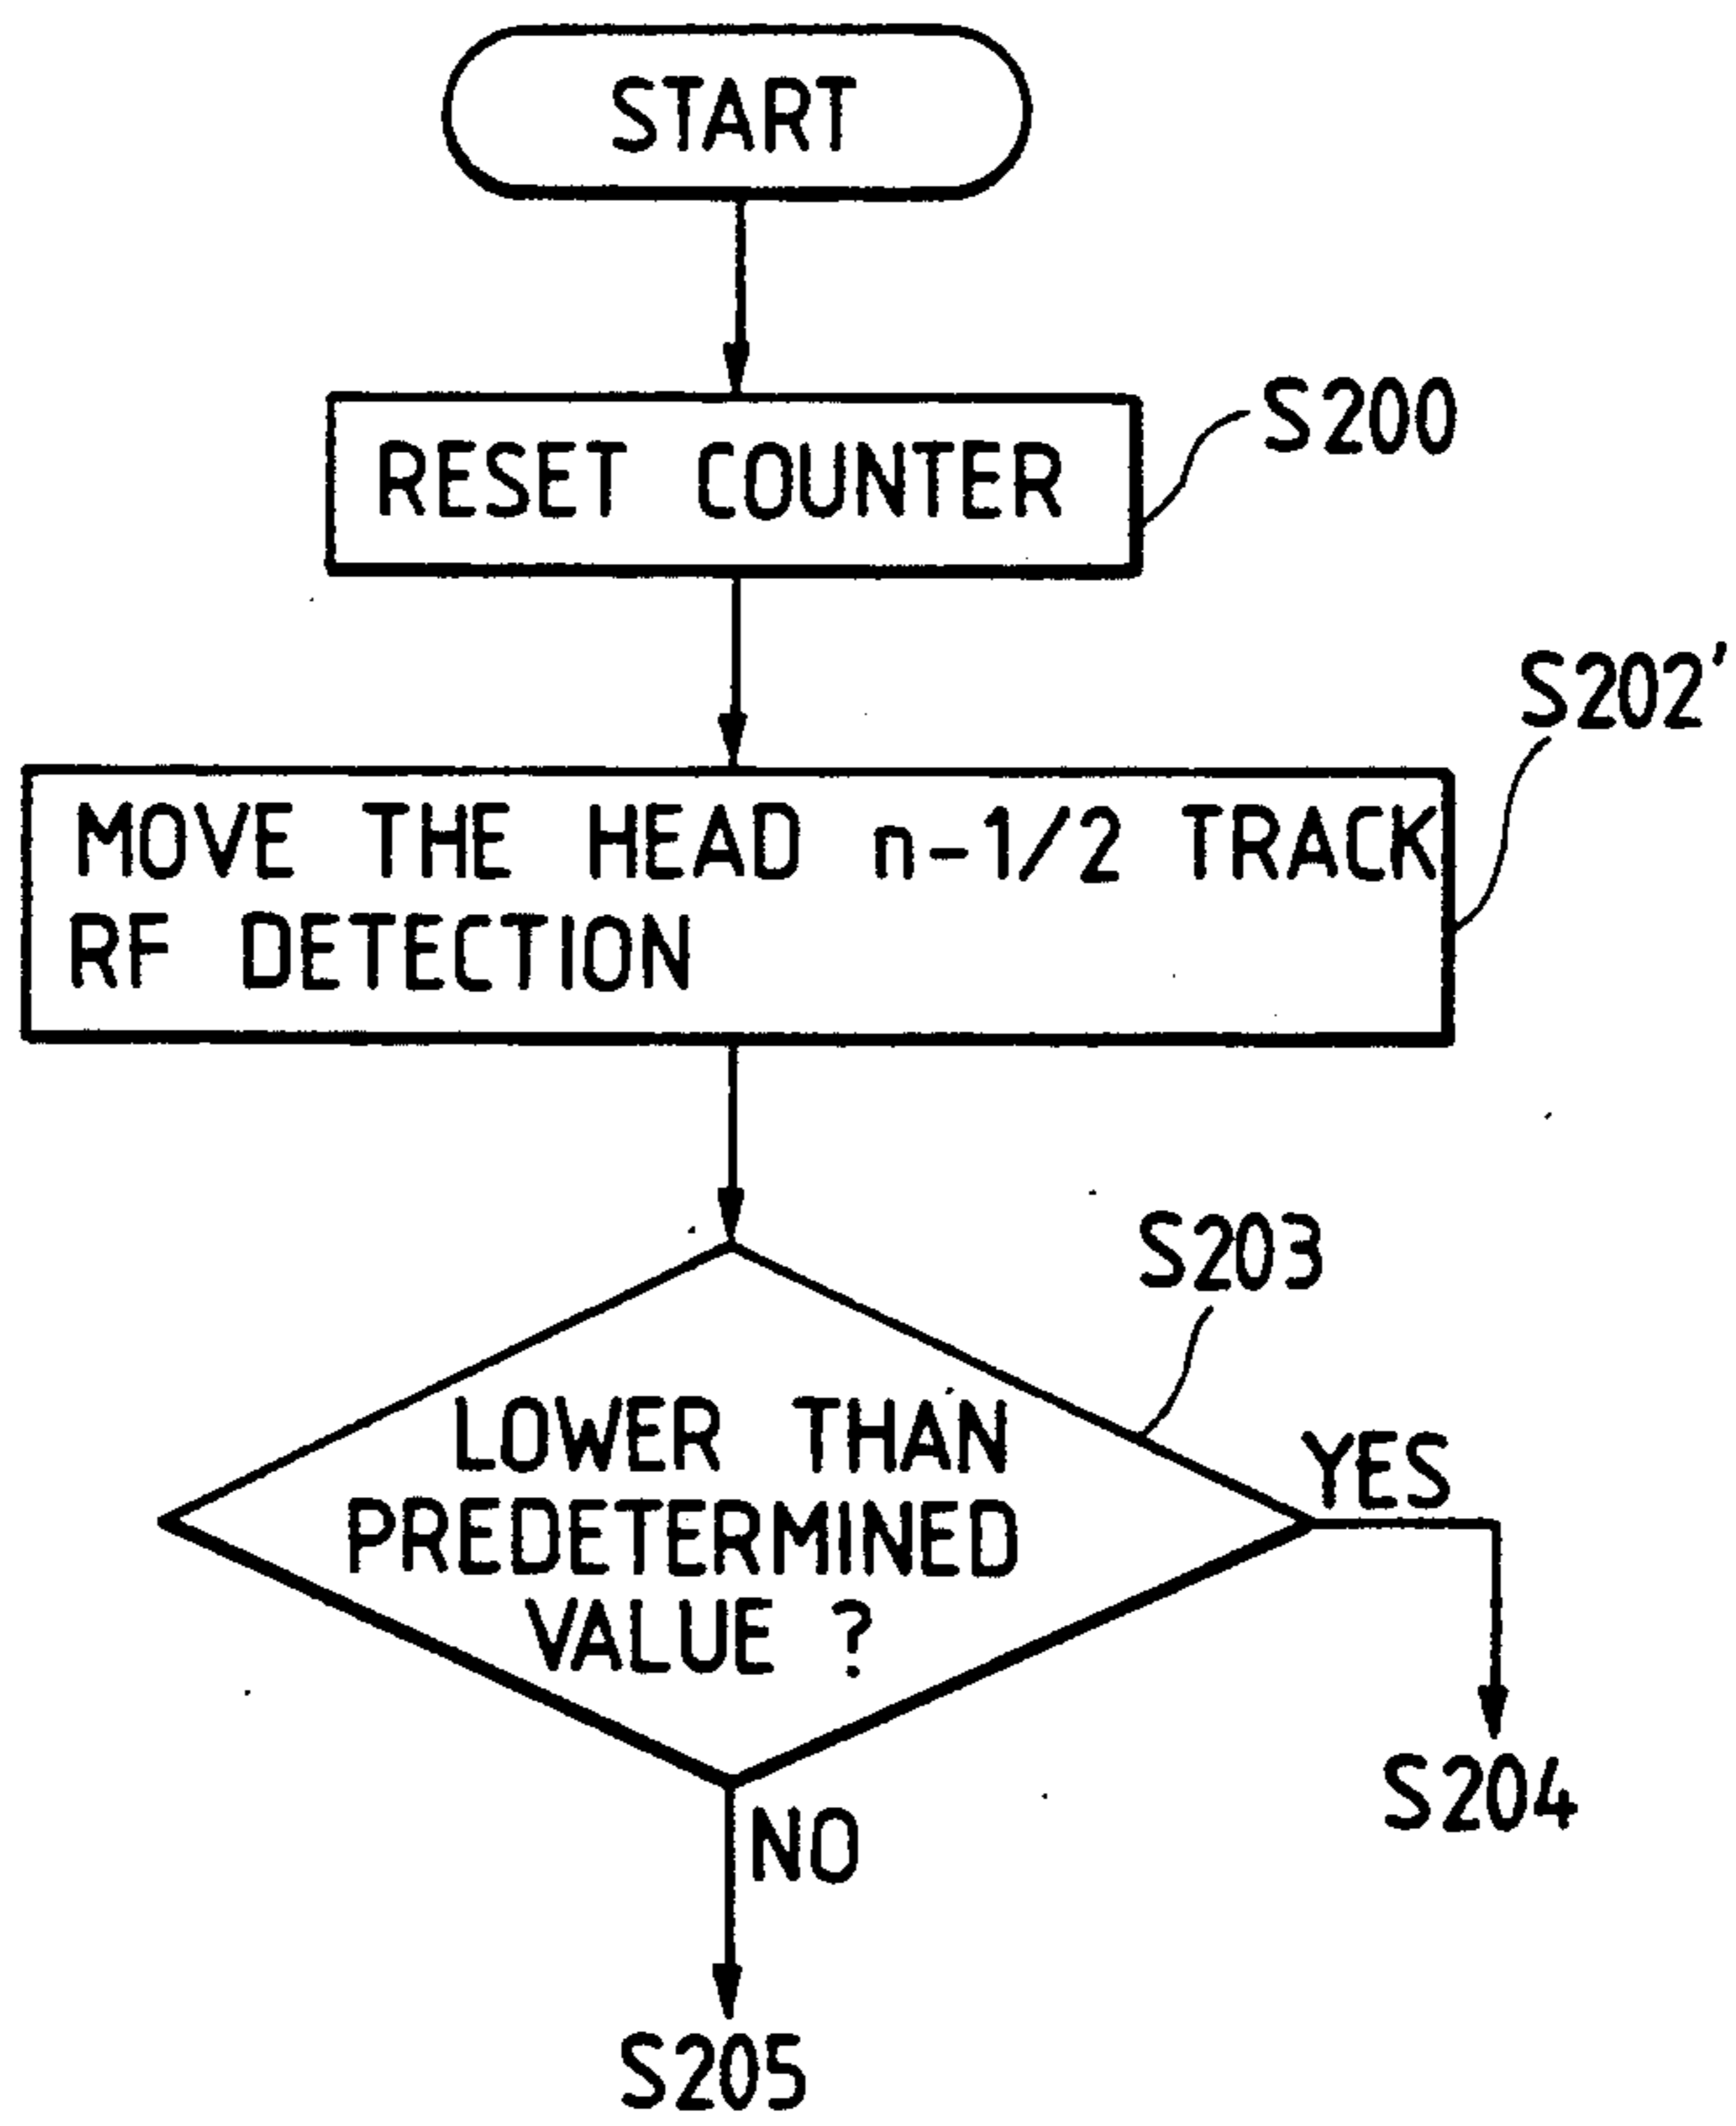 START
RESET COUNTER
S200
S202'
MOVE THE HEAD n-1/2 TRACK
RF DETECTION
S203
LOWER THAN
PREDETERMINED
VALUE ?
YES
S204
NO
S205